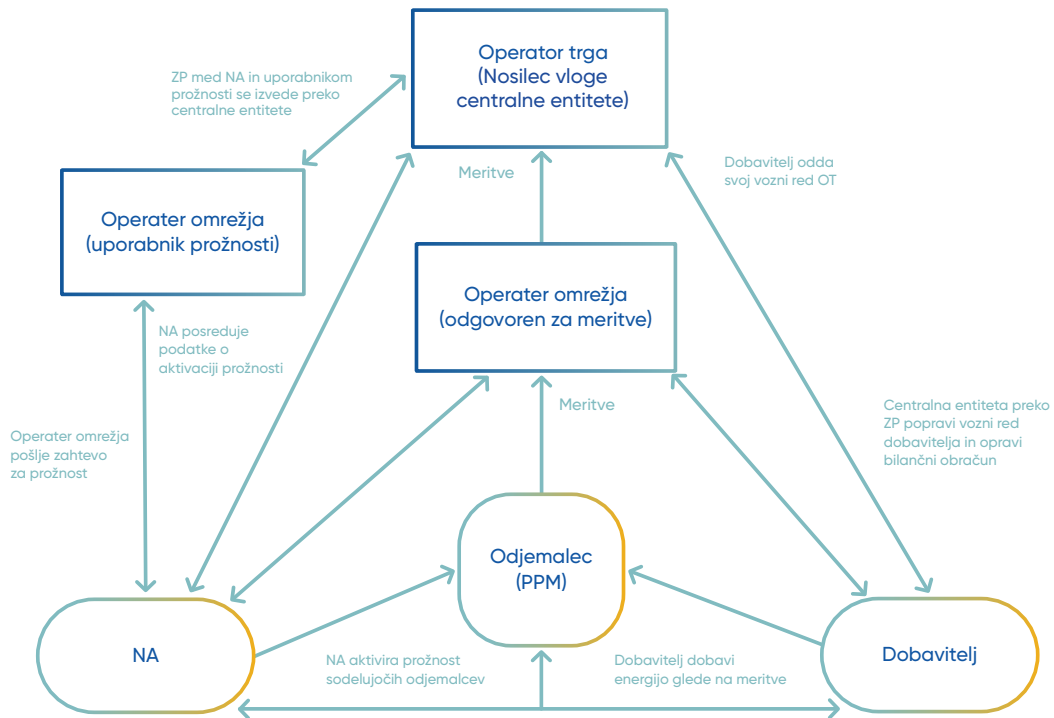 Operator trga
(Nosilec vloge
centralne entitete)
ZP med NA in uporabnikom
prožnosti se izvede preko
centralne entitete
Meritve
Dobavitelj odda
svoj vozni red OT
Operater omrežja
(uporabnik prožnosti)
Operater omrežja
(odgovoren za meritve)
NA posreduje
podatke o
aktivaciji prožnosti
Meritve
Centralna entiteta preko
ZP popravi vozni red
dobavitelja in opravi
bilančni obračun
Operater omrežja
pošlje zahtevo
za prožnost
Odjemalec
(PPM)
NA
NA aktivira prožnost
sodelujočih odjemalcev
Dobavitelj dobavi
energijo glede na meritve
Dobavitelj